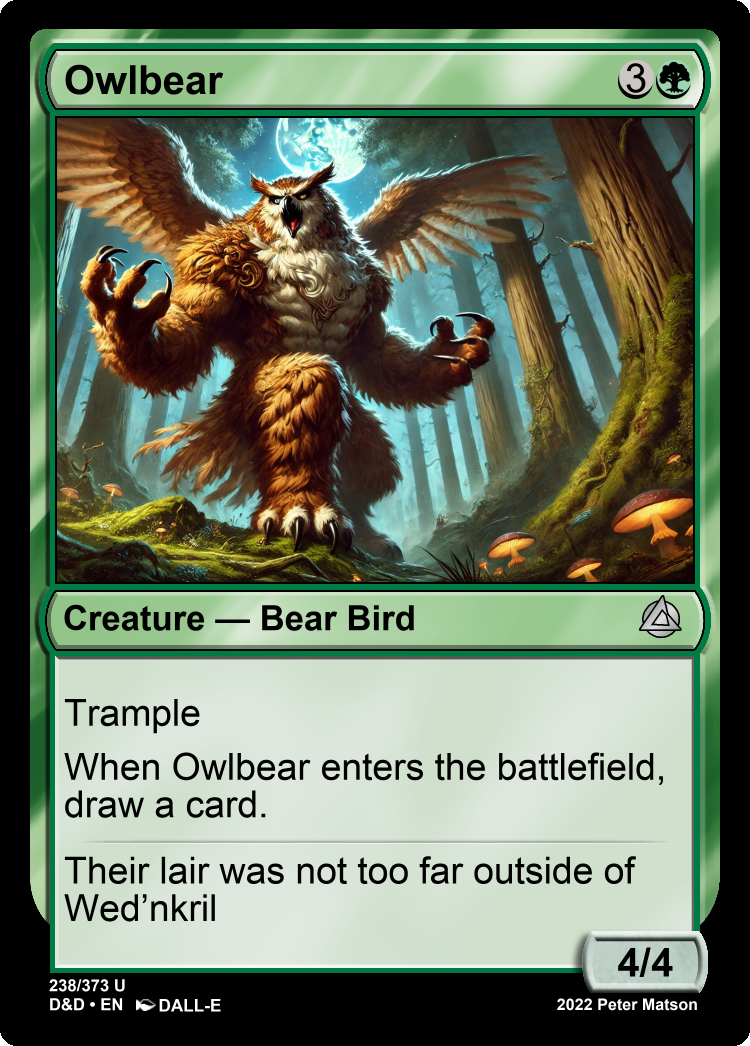 Owlbear 3
Creature — Bear Bird
Trample
When Owlbear enters the battlefield,
draw a card.
Their lair was not too far outside of
Wed’nkril
4/4
238/373 U
D&D • EN DALL-E
2022 Peter Matson